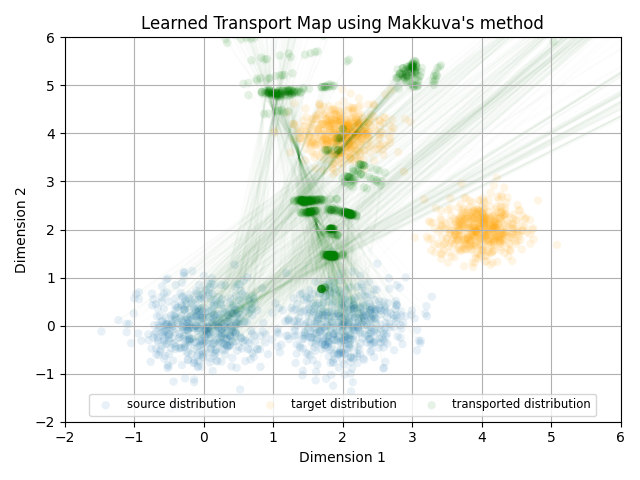 Learned Transport Map using Makkuva's method
Dimension 2
6
5
4
3
2
1
0
−1
−2
source distribution target distribution transported distribution
−2 −1 0 1 2 3 4 5 6
Dimension 1